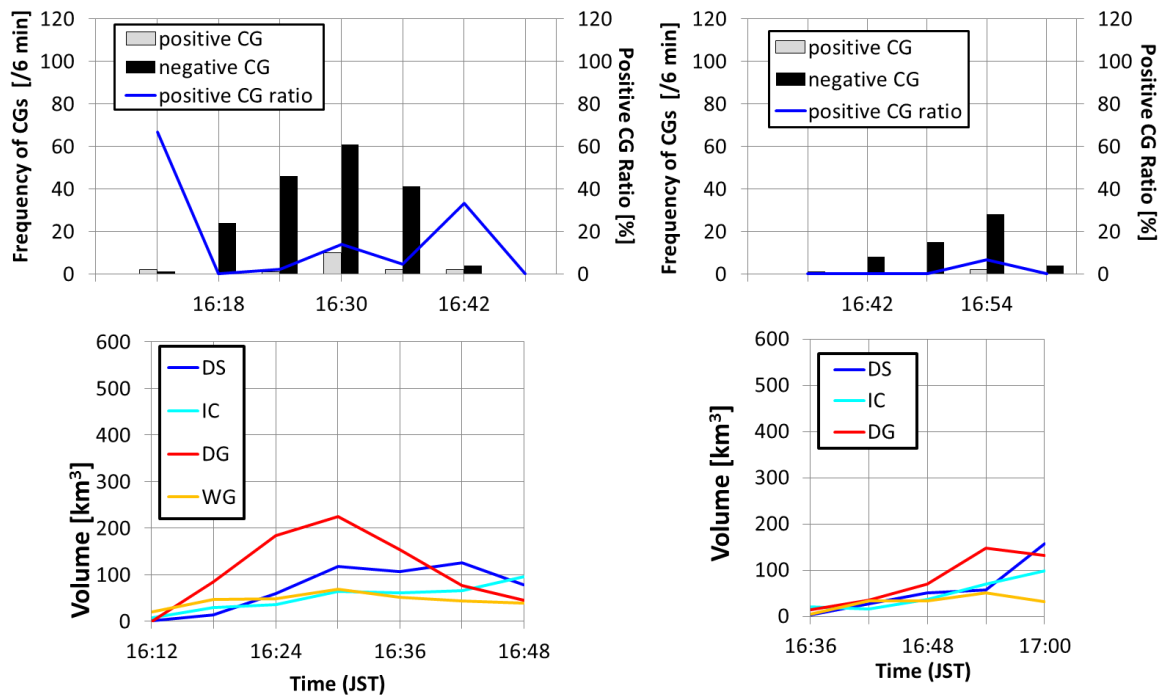 Frequency of CGs [/6 min]
120
100
80
60
40
20
0
positive CG
negative CG
positive CG ratio
120
100
80
60
40
20
0
Positive CG Ratio [%]
16:18
16:30
16:42
Frequency of CGs [/6 min]
120
100
80
60
40
20
0
positive CG
negative CG
positive CG ratio
120
100
80
60
40
20
0
Positive CG Ratio [%]
16:42
16:54
Volume [km³]
600
500
400
300
200
100
0
DS
IC
DG
WG
16:12
16:24
16:36
16:48
Time (JST)
Volume [km³]
600
500
400
300
200
100
0
DS
IC
DG
16:36
16:48
17:00
Time (JST)